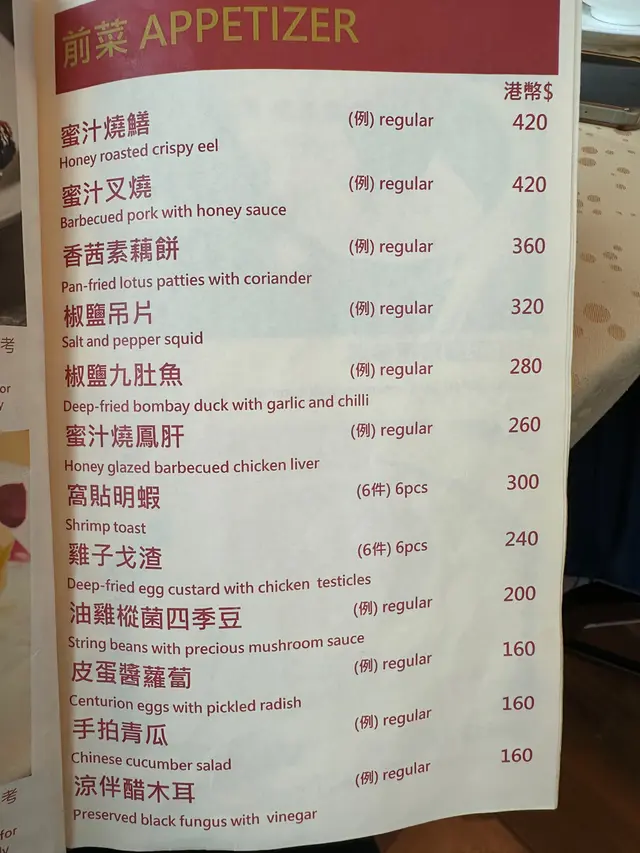 前菜 APPETIZER
港幣$
蜜汁燒鱔 (例) regular 420
Honey roasted crispy eel
蜜汁叉燒 (例) regular 420
Barbecued pork with honey sauce
香茜素藕餅 (例) regular 360
Pan-fried lotus patties with coriander
椒鹽吊片 (例) regular 320
Salt and pepper squid
椒鹽九肚魚 (例) regular 280
Deep-fried bombay duck with garlic and chilli
蜜汁燒鳳肝 (例) regular 260
Honey glazed barbecued chicken liver
窩貼明蝦 (6件) 6pcs 300
Shrimp toast
雞子戈渣 (6件) 6pcs 240
Deep-fried egg custard with chicken testicles
油雞樅菌四季豆 (例) regular 200
String beans with precious mushroom sauce
皮蛋醬蘿蔔 (例) regular 160
Centurion eggs with pickled radish
手拍青瓜 (例) regular 160
Chinese cucumber salad
涼伴醋木耳 (例) regular 160
Preserved black fungus with vinegar
考
or
y
考
for